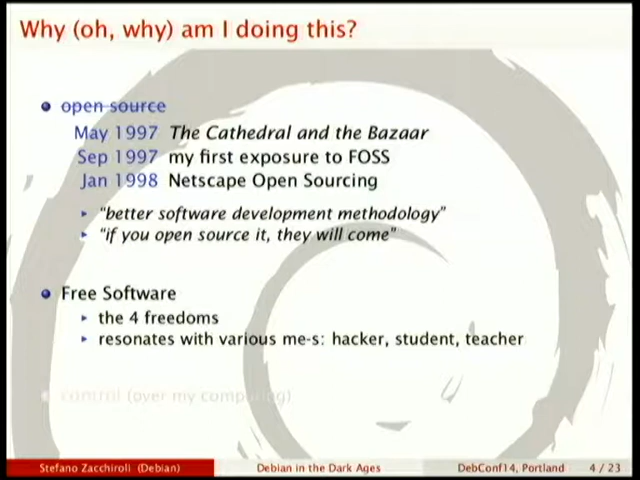 Why (oh, why) am I doing this?
open source
May 1997 The Cathedral and the Bazaar
Sep 1997 my first exposure to FOSS
Jan 1998 Netscape Open Sourcing
"better software development methodology"
"if you open source it, they will come"
Free Software
the 4 freedoms
resonates with various me-s: hacker, student, teacher
control (over my computing)
Stefano Zacchiroli (Debian) Debian in the Dark Ages DebConf14, Portland 4 / 23